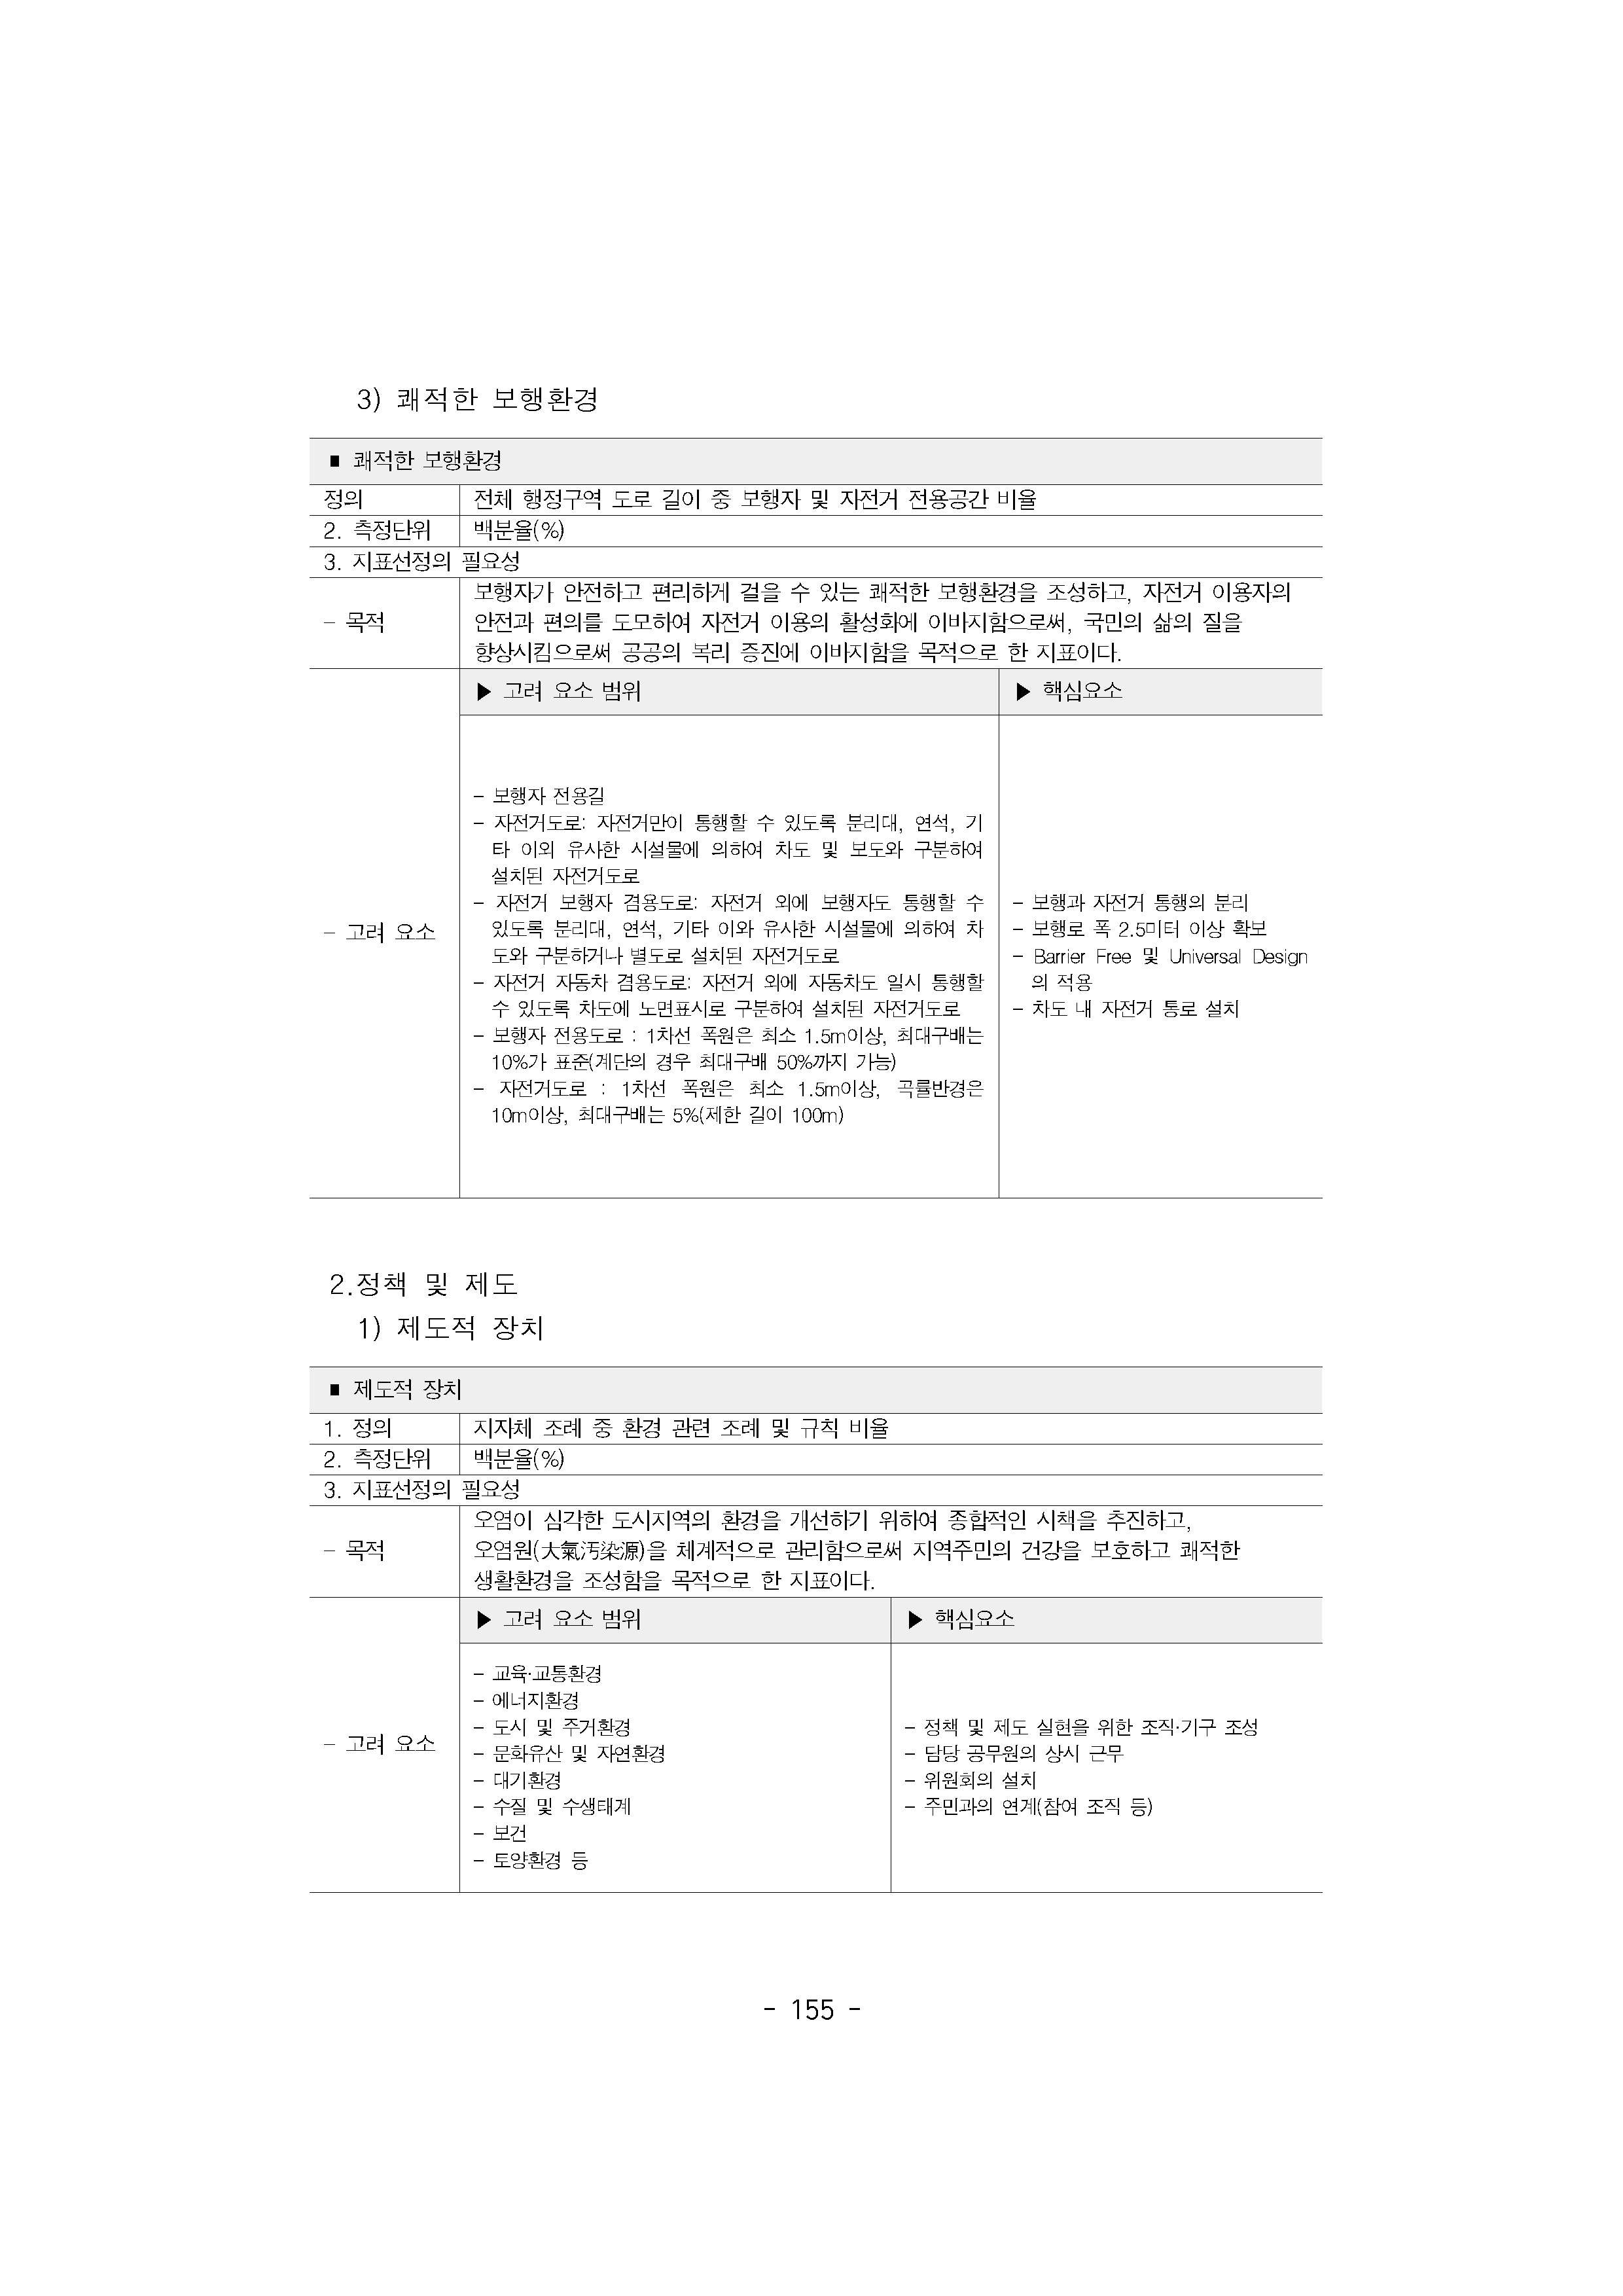 3) 쾌적한 보행환경
■ 쾌적한 보행환경
정의 전체 행정구역 도로 길이 중 보행자 및 자전거 전용공간 비율
2. 측정단위 백분율(%)
3. 지표선정의 필요성
- 목적
보행자가 안전하고 편리하게 걸을 수 있는 쾌적한 보행환경을 조성하고, 자전거 이용자의
안전과 편의를 도모하여 자전거 이용의 활성화에 이바지함으로써, 국민의 삶의 질을
향상시킴으로써 공공의 복리 증진에 이바지함을 목적으로 한 지표이다.
- 고려 요소
▶ 고려 요소 범위
- 보행자 전용길
- 자전거도로: 자전거만이 통행할 수 있도록 분리대, 연석, 기
타 이외 유사한 시설물에 의하여 차도 및 보도와 구분하여
설치된 자전거도로
- 자전거 보행자 겸용도로: 자전거 외에 보행자도 통행할 수
있도록 분리대, 연석, 기타 이와 유사한 시설물에 의하여 차
도와 구분하거나 별도로 설치된 자전거도로
- 자전거 자동차 겸용도로: 자전거 외에 자동차도 일시 통행할
수 있도록 차도에 노면표시로 구분하여 설치된 자전거도로
- 보행자 전용도로 : 1차선 폭원은 최소 1.5m이상, 최대구배는
10%가 표준(계단의 경우 최대구배 50%까지 가능)
- 자전거도로 : 1차선 폭원은 최소 1.5m이상, 곡률반경은
10m이상, 최대구배는 5%(제한 길이 100m)
▶ 핵심요소
- 보행과 자전거 통행의 분리
- 보행로 폭 2.5미터 이상 확보
- Barrier Free 및 Universal Design
의 적용
- 차도 내 자전거 통로 설치
2.정책 및 제도
1) 제도적 장치
■ 제도적 장치
1. 정의 지자체 조례 중 환경 관련 조례 및 규칙 비율
2. 측정단위 백분율(%)
3. 지표선정의 필요성
- 목적
오염이 심각한 도시지역의 환경을 개선하기 위하여 종합적인 시책을 추진하고,
오염원(大氣汚染源)을 체계적으로 관리함으로써 지역주민의 건강을 보호하고 쾌적한
생활환경을 조성함을 목적으로 한 지표이다.
- 고려 요소
▶ 고려 요소 범위
- 교육·교통환경
- 에너지환경
- 도시 및 주거환경
- 문화유산 및 자연환경
- 대기환경
- 수질 및 수생태계
- 보건
- 토양환경 등
▶ 핵심요소
- 정책 및 제도 실현을 위한 조직·기구 조성
- 담당 공무원의 상시 근무
- 위원회의 설치
- 주민과의 연계(참여 조직 등)
- 155 -